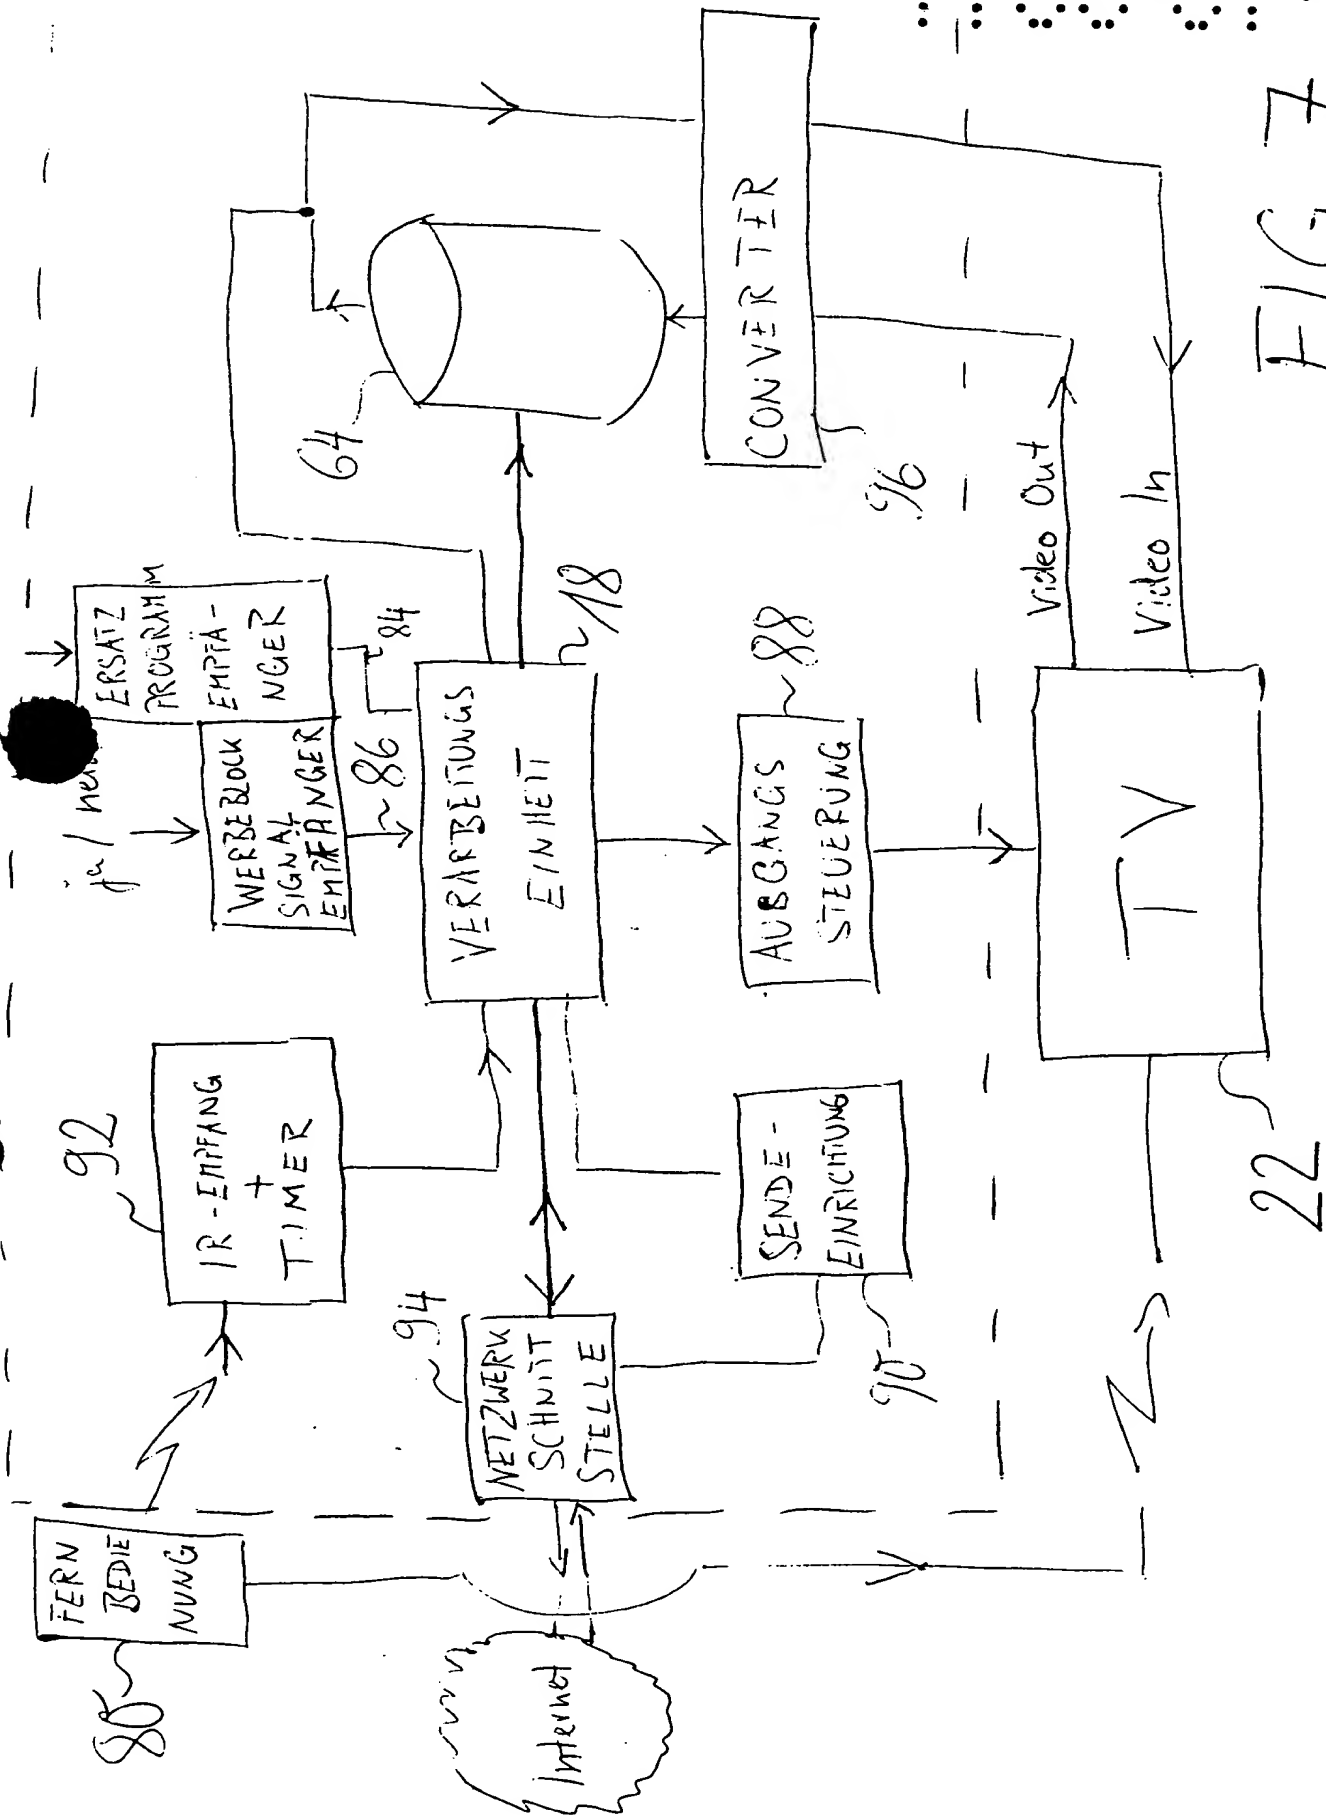 80
FERN
BEDIE
NUNG
92
IR-EMPFANG
+
TIMER
ja / nein
WERBEBLOCK
SIGNAL
EMPFÄNGER
86
ERSATZ
PROGRAMM
EMPFÄ-
NGER
84
64
Internet
94
NETZWERK
SCHNITT
STELLE
VERARBEITUNGS
EINHEIT
18
90
SENDE-
EINRICHTUNG
AUSGANGS
STEUERUNG
88
CONVERTER
96
22
TV
Video Out
Video In
FIG 7